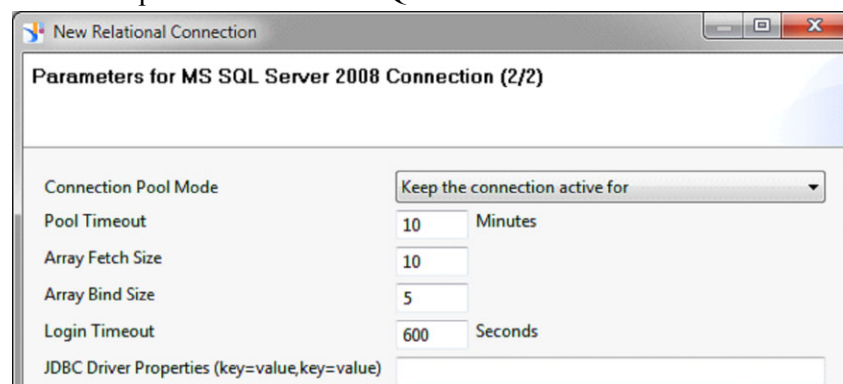 New Relational Connection
Parameters for MS SQL Server 2008 Connection (2/2)
Connection Pool Mode Keep the connection active for
Pool Timeout 10 Minutes
Array Fetch Size 10
Array Bind Size 5
Login Timeout 600 Seconds
JDBC Driver Properties (key=value,key=value)